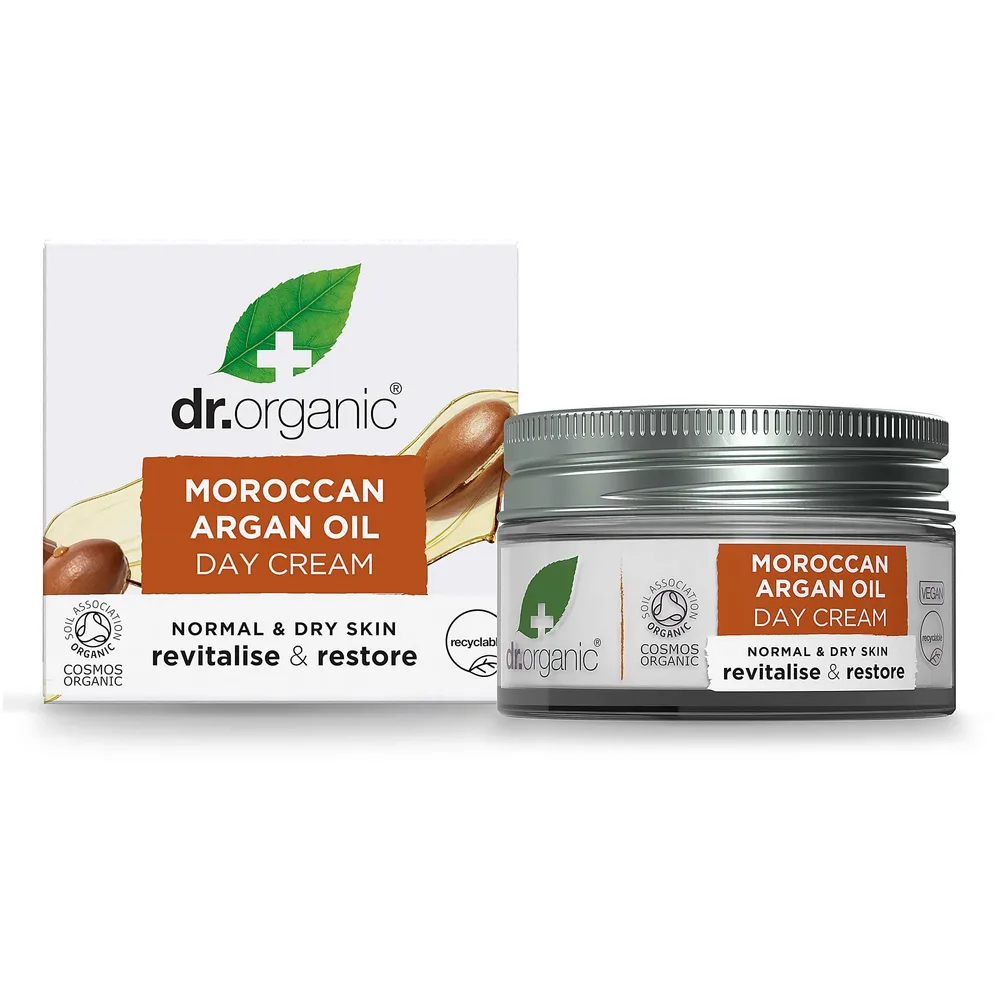 dr.organic®
MOROCCAN
ARGAN OIL
DAY CREAM
SOIL ASSOCIATION
ORGANIC
COSMOS
ORGANIC
NORMAL & DRY SKIN
revitalise & restore
recyclable
dr.organic®
SOIL ASSOCIATION
ORGANIC
COSMOS
ORGANIC
MOROCCAN
ARGAN OIL
DAY CREAM
NORMAL & DRY SKIN
revitalise & restore
VEGAN
recyclable